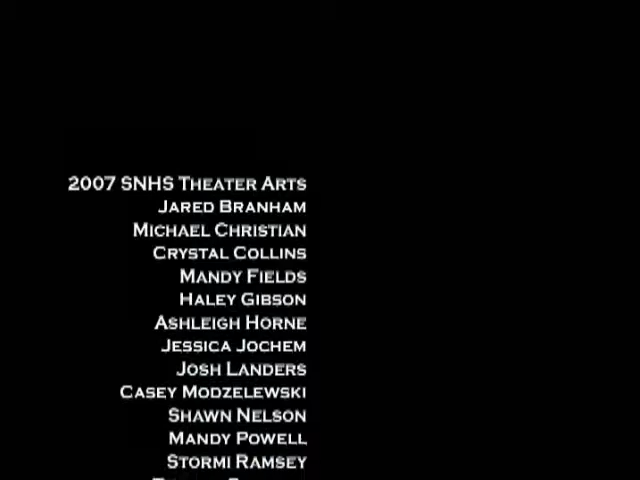 2007 SNHS Theater Arts
Jared Branham
Michael Christian
Crystal Collins
Mandy Fields
Haley Gibson
Ashleigh Horne
Jessica Jochem
Josh Landers
Casey Modzelewski
Shawn Nelson
Mandy Powell
Stormi Ramsey